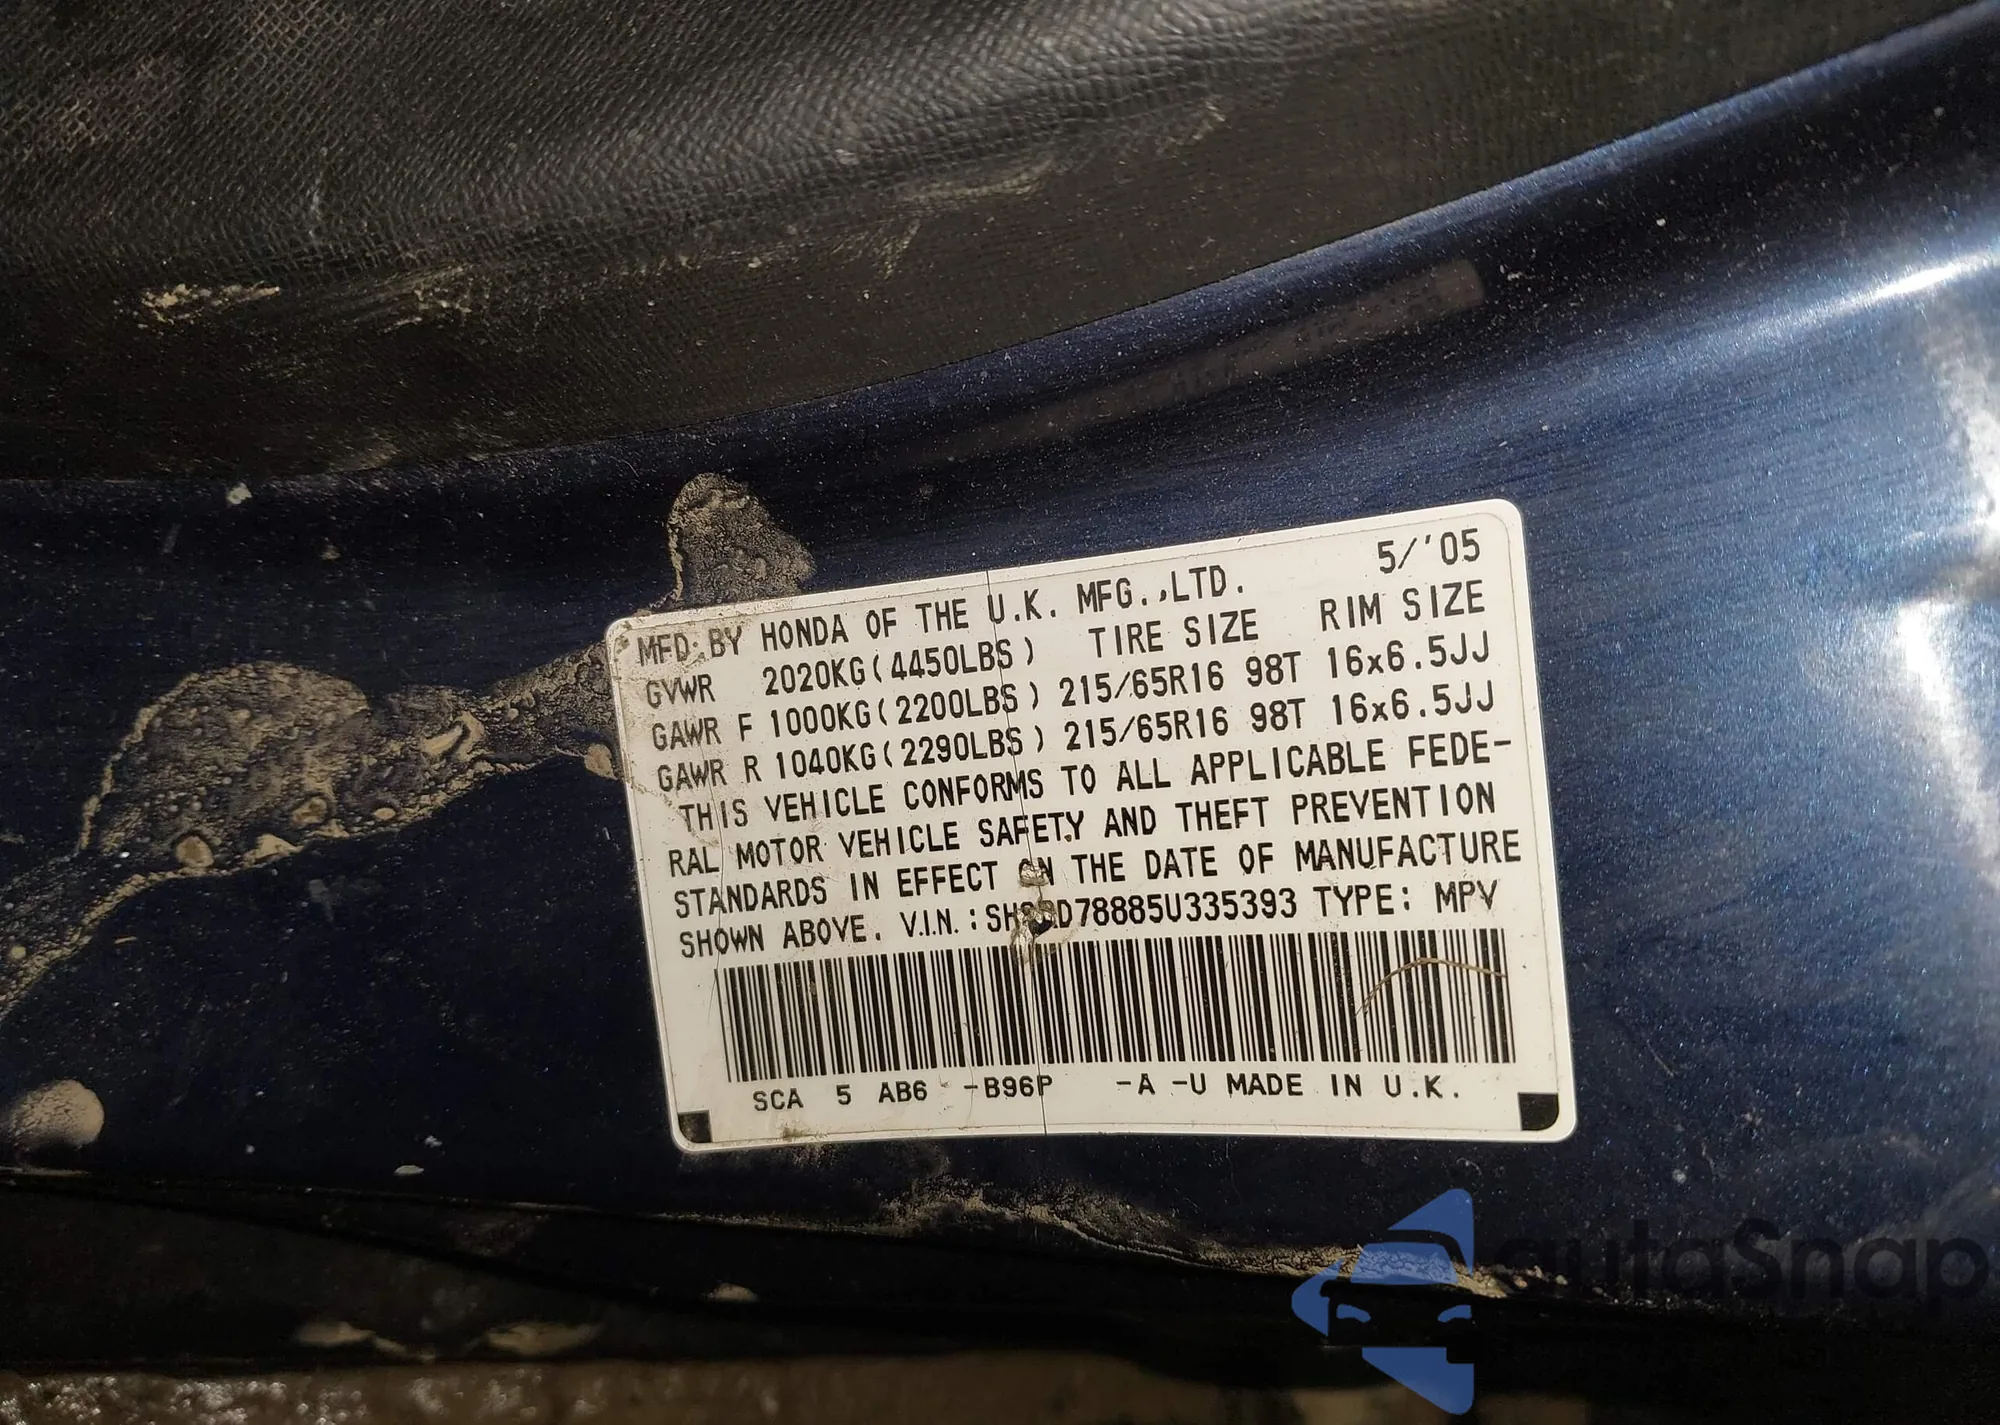 5/'05
MFD. BY HONDA OF THE U.K. MFG.,LTD.
GVWR 2020KG(4450LBS) TIRE SIZE RIM SIZE
GAWR F 1000KG(2200LBS) 215/65R16 98T 16x6.5JJ
GAWR R 1040KG(2290LBS) 215/65R16 98T 16x6.5JJ
THIS VEHICLE CONFORMS TO ALL APPLICABLE FEDE-
RAL MOTOR VEHICLE SAFETY AND THEFT PREVENTION
STANDARDS IN EFFECT ON THE DATE OF MANUFACTURE
SHOWN ABOVE. V.I.N.: TYPE: MPV
SCA 5 AB6 -B96P -A -U MADE IN U.K.
autaSnap